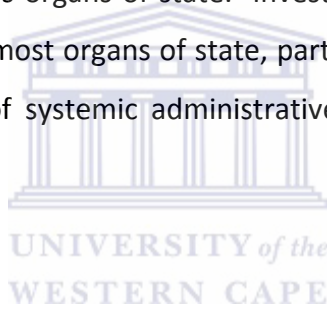 organs of state. Invest
most organs of state, part
f systemic administrative
UNIVERSITY of the
WESTERN CAPE